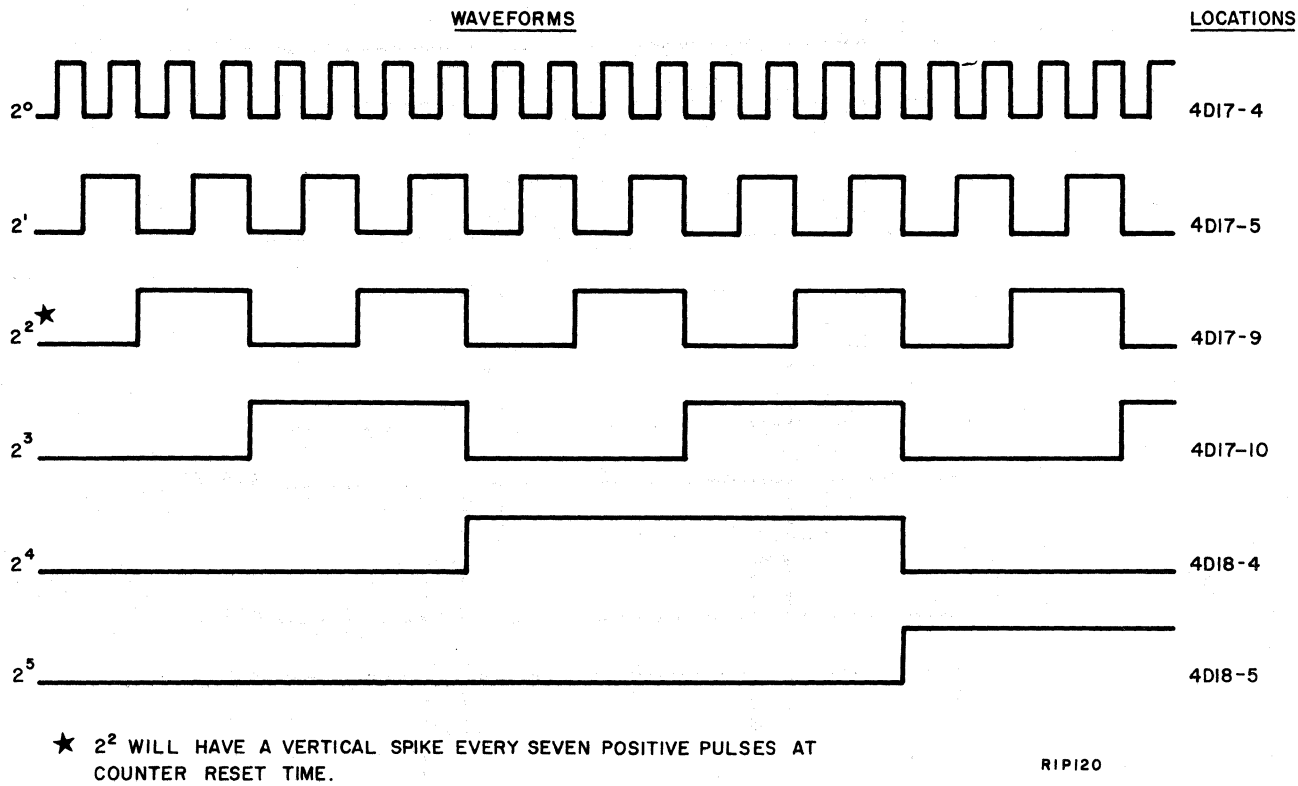 WAVEFORMS LOCATIONS
2⁰ 4D17-4
2¹ 4D17-5
2² ★ 4D17-9
2³ 4D17-10
2⁴ 4D18-4
2⁵ 4D18-5
★ 2² WILL HAVE A VERTICAL SPIKE EVERY SEVEN POSITIVE PULSES AT
COUNTER RESET TIME.
R1P120